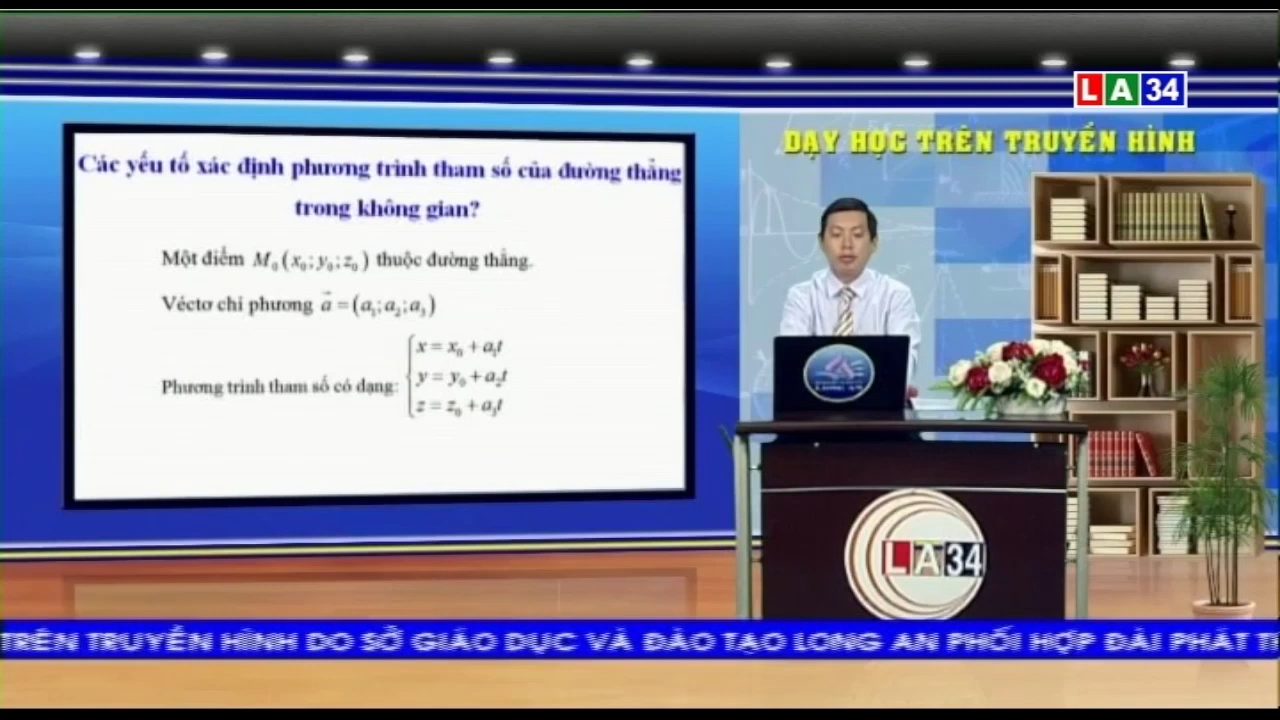 LA34
DẠY HỌC TRÊN TRUYỀN HÌNH
Các yếu tố xác định phương trình tham số của đường thẳng
trong không gian?
Một điểm M₀(x₀; y₀; z₀) thuộc đường thẳng.
Véctơ chỉ phương a⃗ = (a₁; a₂; a₃)
x = x₀ + a₁t
Phương trình tham số có dạng: y = y₀ + a₂t
z = z₀ + a₃t
LA34
TRÊN TRUYỀN HÌNH DO SỞ GIÁO DỤC VÀ ĐÀO TẠO LONG AN PHỐI HỢP ĐÀI PHÁT